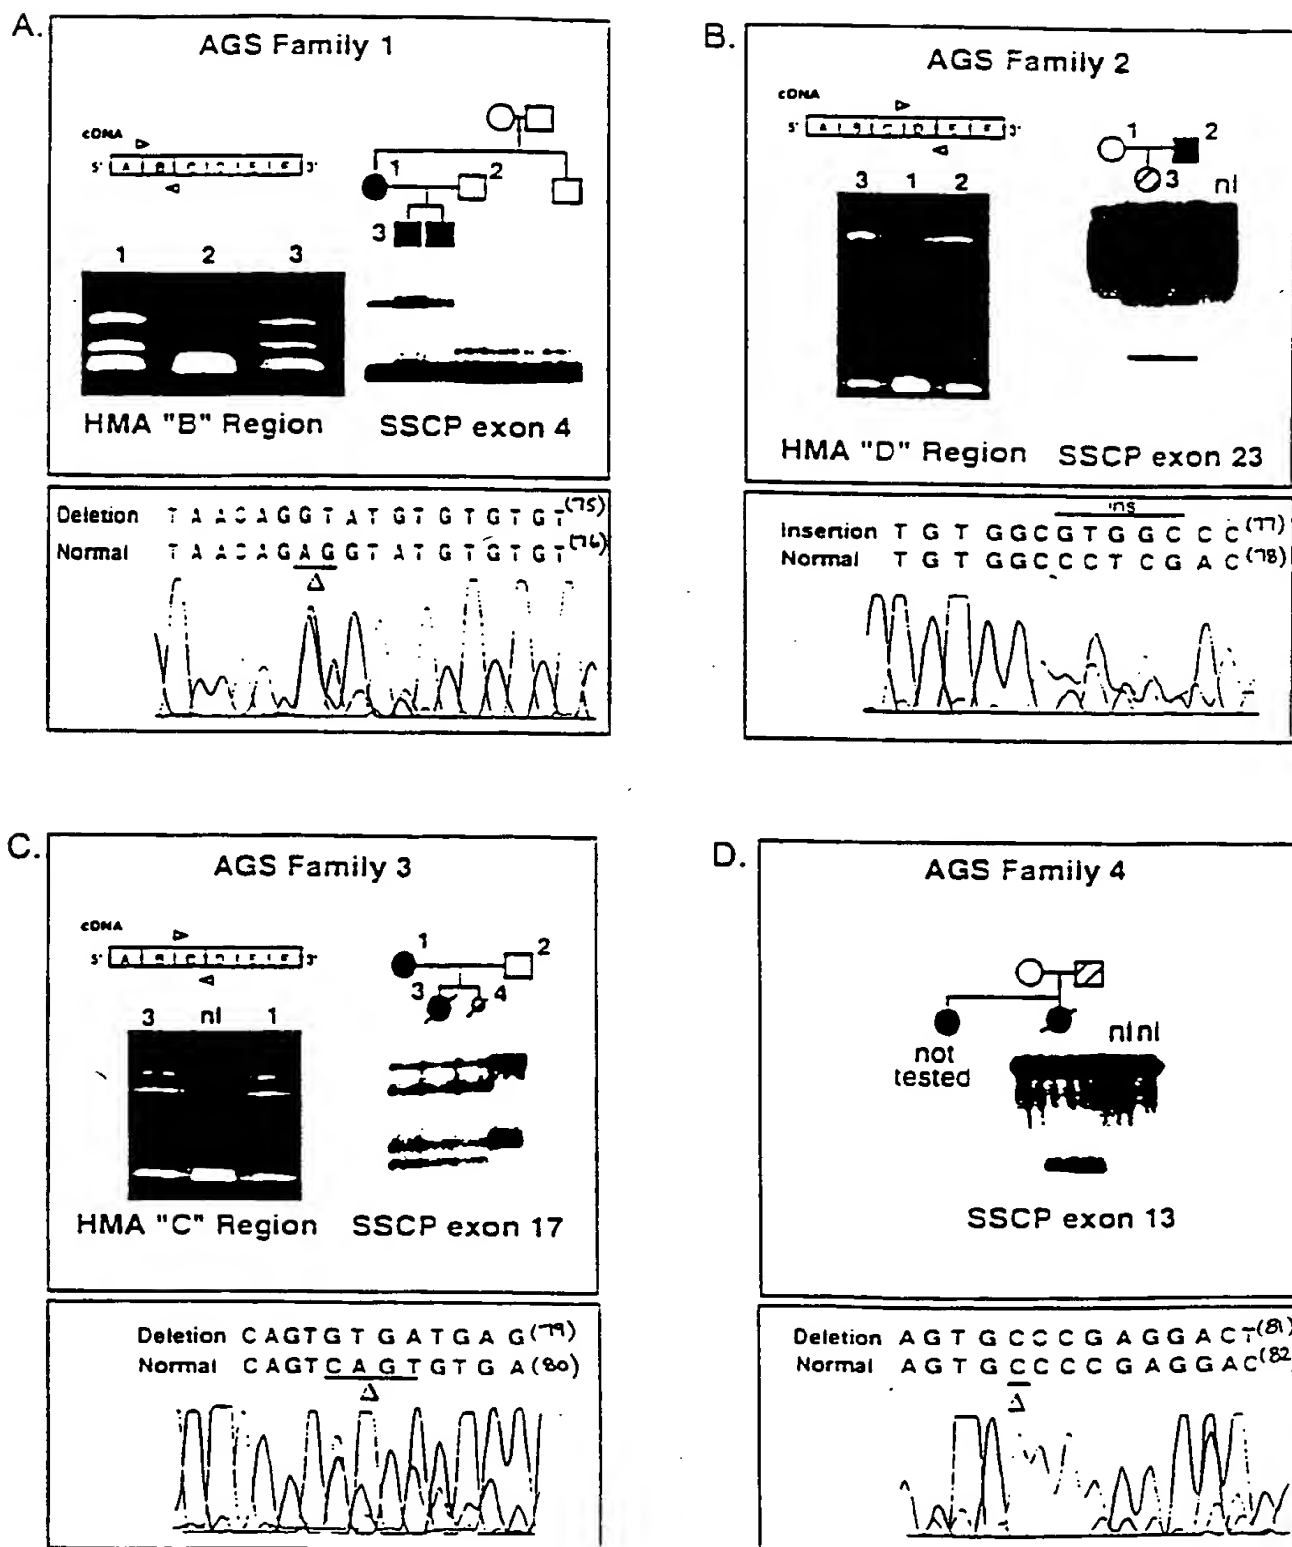 A.
AGS Family 1
cDNA
5' A B C D E F 3'
1 2
3
1 2 3
HMA "B" Region
SSCP exon 4
Deletion T A A C A G G T A T G T G T G T (75)
Normal T A A C A G A G G T A T G T G T (76)
Δ
B.
AGS Family 2
cDNA
5' A B C D E F 3'
1 2
3 nl
3 1 2
HMA "D" Region
SSCP exon 23
ins
Insertion T G T G G C G T G G C C C (77)
Normal T G T G G C C C T C G A C (78)
C.
AGS Family 3
cDNA
5' A B C D E F 3'
1 2
3 4
3 nl 1
HMA "C" Region
SSCP exon 17
Deletion C A G T G T G A T G A G (79)
Normal C A G T C A G T G T G A (80)
Δ
D.
AGS Family 4
not tested
nl nl
SSCP exon 13
Deletion A G T G C C C G A G G A C T (81)
Normal A G T G C C C C G A G G A C (82)
Δ